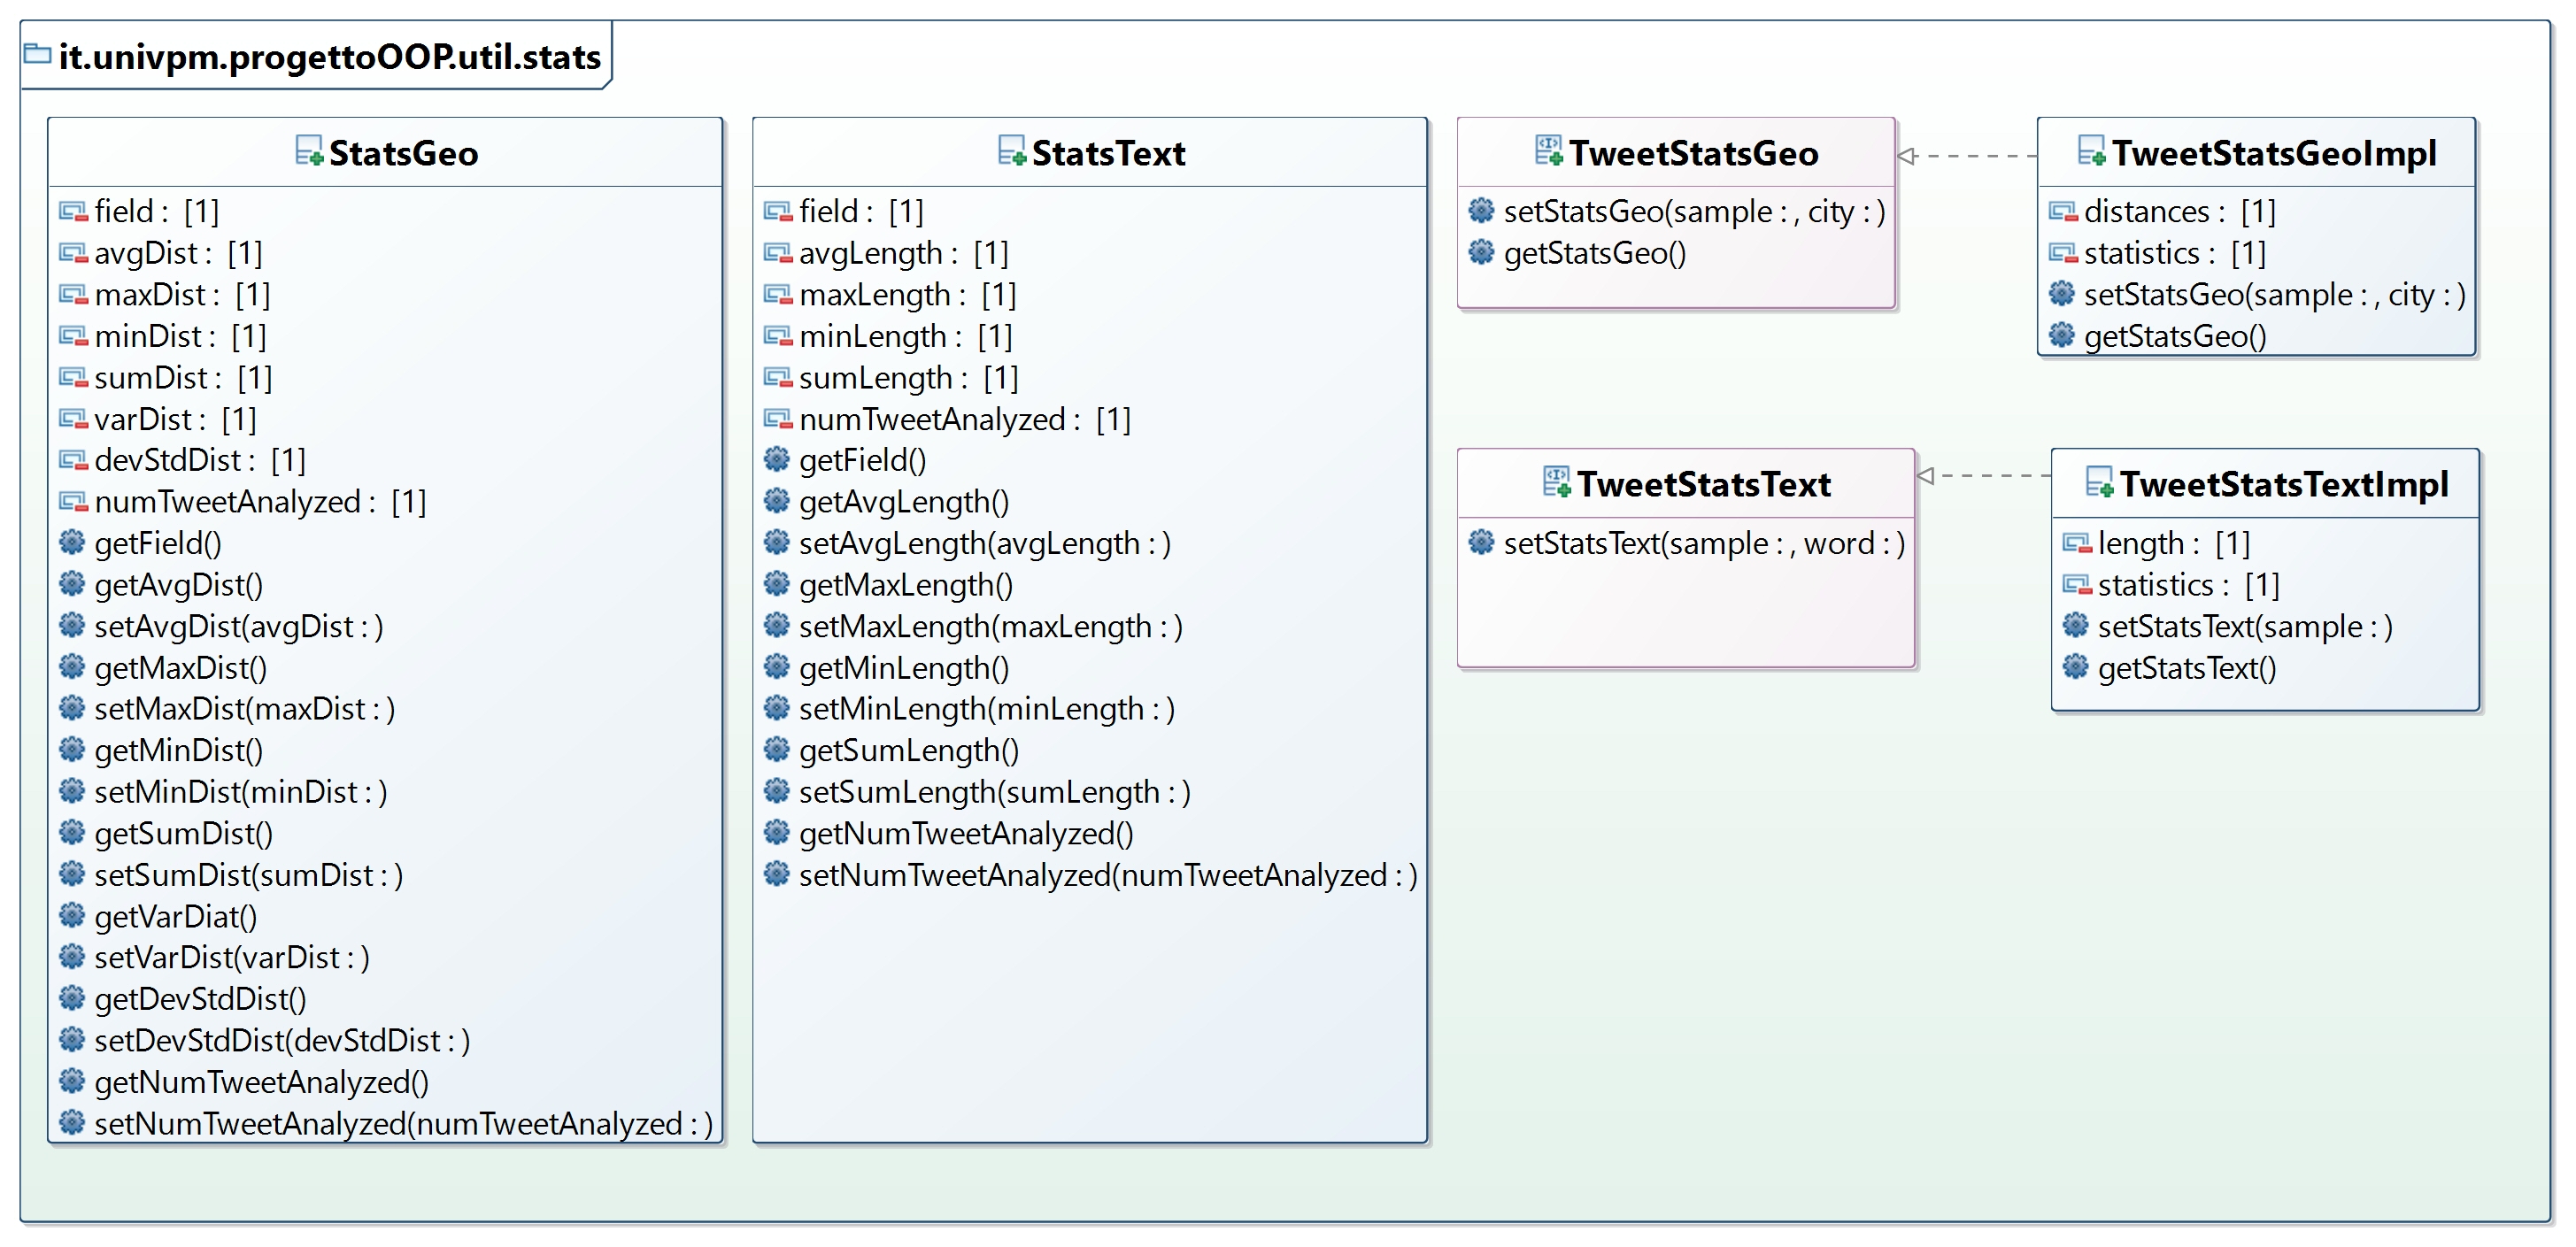 it.univpm.progettoOOP.util.stats
StatsGeo
field : [1]
avgDist : [1]
maxDist : [1]
minDist : [1]
sumDist : [1]
varDist : [1]
devStdDist : [1]
numTweetAnalyzed : [1]
getField()
getAvgDist()
setAvgDist(avgDist : )
getMaxDist()
setMaxDist(maxDist : )
getMinDist()
setMinDist(minDist : )
getSumDist()
setSumDist(sumDist : )
getVarDiat()
setVarDist(varDist : )
getDevStdDist()
setDevStdDist(devStdDist : )
getNumTweetAnalyzed()
setNumTweetAnalyzed(numTweetAnalyzed : )
StatsText
field : [1]
avgLength : [1]
maxLength : [1]
minLength : [1]
sumLength : [1]
numTweetAnalyzed : [1]
getField()
getAvgLength()
setAvgLength(avgLength : )
getMaxLength()
setMaxLength(maxLength : )
getMinLength()
setMinLength(minLength : )
getSumLength()
setSumLength(sumLength : )
getNumTweetAnalyzed()
setNumTweetAnalyzed(numTweetAnalyzed : )
TweetStatsGeo
setStatsGeo(sample : , city : )
getStatsGeo()
TweetStatsGeoImpl
distances : [1]
statistics : [1]
setStatsGeo(sample : , city : )
getStatsGeo()
TweetStatsText
setStatsText(sample : , word : )
TweetStatsTextImpl
length : [1]
statistics : [1]
setStatsText(sample : )
getStatsText()